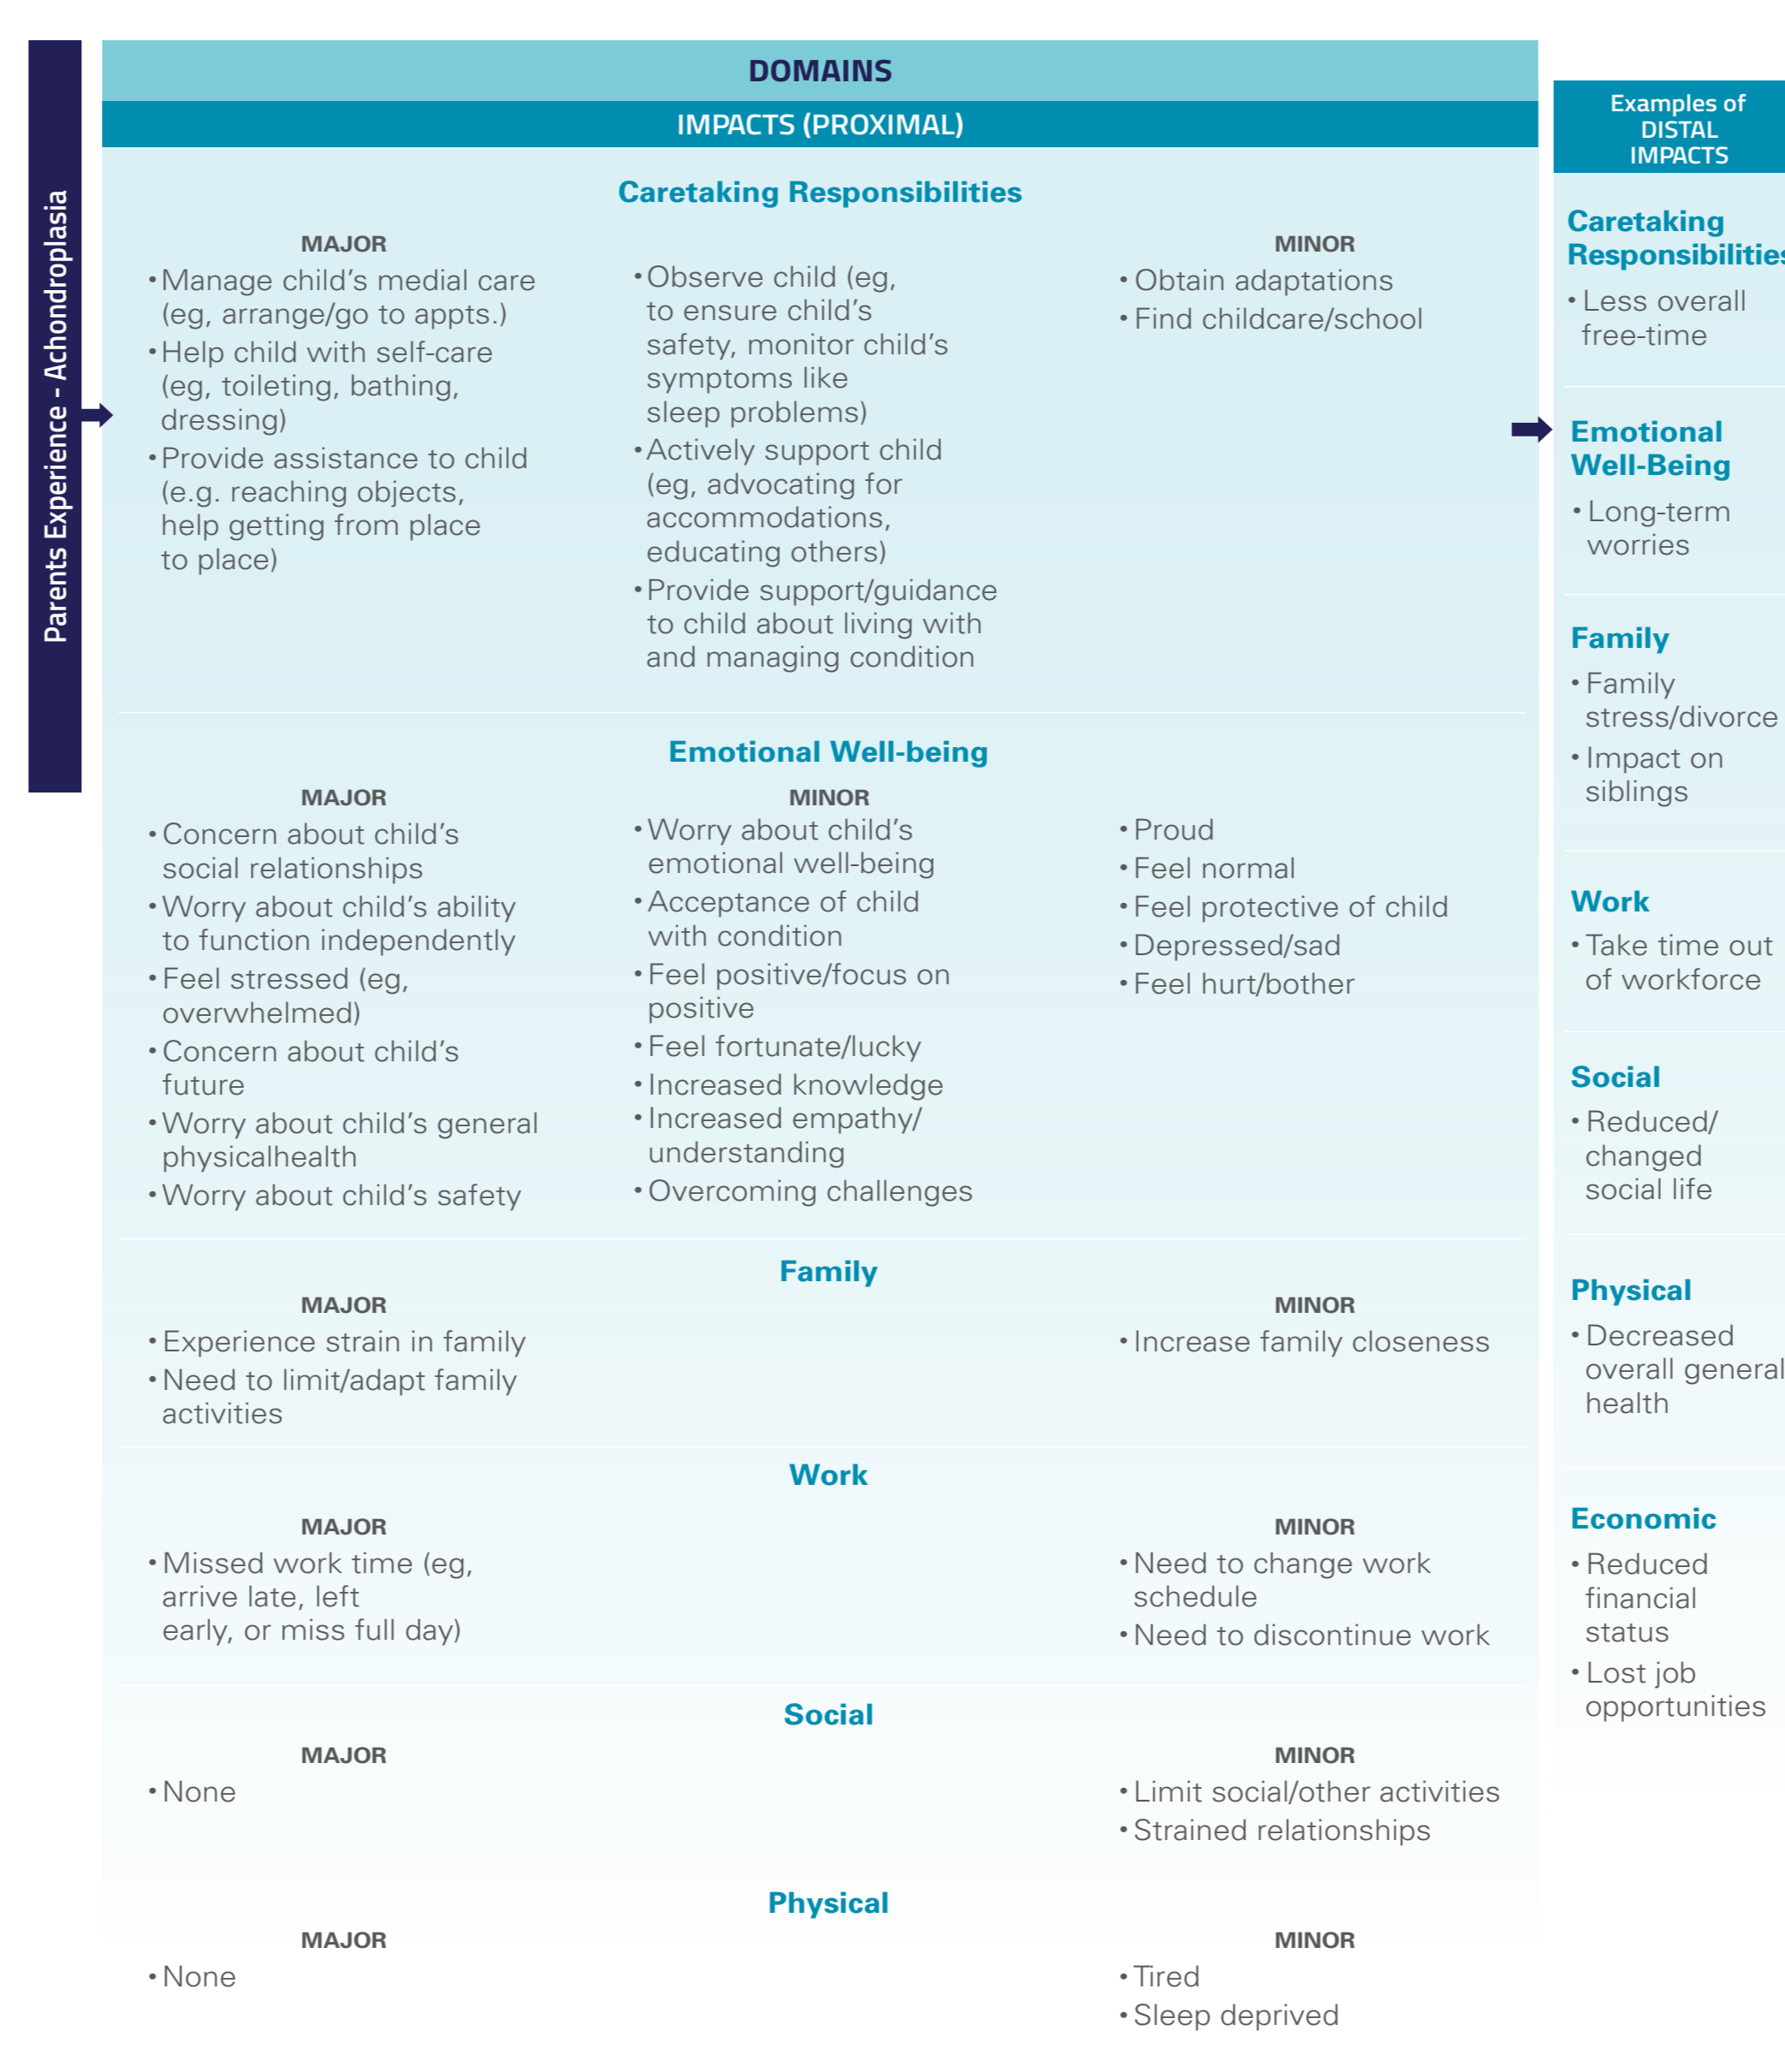 Parents Experience - Achondroplasia
DOMAINS
IMPACTS (PROXIMAL)
Caretaking Responsibilities
MAJOR
•Manage child's medial care
(eg, arrange/go to appts.)
•Help child with self-care
(eg, toileting, bathing,
dressing)
•Provide assistance to child
(e.g. reaching objects,
help getting from place
to place)
•Observe child (eg,
to ensure child's
safety, monitor child's
symptoms like
sleep problems)
•Actively support child
(eg, advocating for
accommodations,
educating others)
•Provide support/guidance
to child about living with
and managing condition
MINOR
•Obtain adaptations
•Find childcare/school
Emotional Well-being
MAJOR
•Concern about child's
social relationships
•Worry about child's ability
to function independently
•Feel stressed (eg,
overwhelmed)
•Concern about child's
future
•Worry about child's general
physicalhealth
•Worry about child's safety
MINOR
•Worry about child's
emotional well-being
•Acceptance of child
with condition
•Feel positive/focus on
positive
•Feel fortunate/lucky
•Increased knowledge
•Increased empathy/
understanding
•Overcoming challenges
•Proud
•Feel normal
•Feel protective of child
•Depressed/sad
•Feel hurt/bother
Family
MAJOR
•Experience strain in family
•Need to limit/adapt family
activities
MINOR
•Increase family closeness
Work
MAJOR
•Missed work time (eg,
arrive late, left
early, or miss full day)
MINOR
•Need to change work
schedule
•Need to discontinue work
Social
MAJOR
•None
MINOR
•Limit social/other activities
•Strained relationships
Physical
MAJOR
•None
MINOR
•Tired
•Sleep deprived
Examples of
DISTAL
IMPACTS
Caretaking
Responsibilities
•Less overall
free-time
Emotional
Well-Being
•Long-term
worries
Family
•Family
stress/divorce
•Impact on
siblings
Work
•Take time out
of workforce
Social
•Reduced/
changed
social life
Physical
•Decreased
overall general
health
Economic
•Reduced
financial
status
•Lost job
opportunities